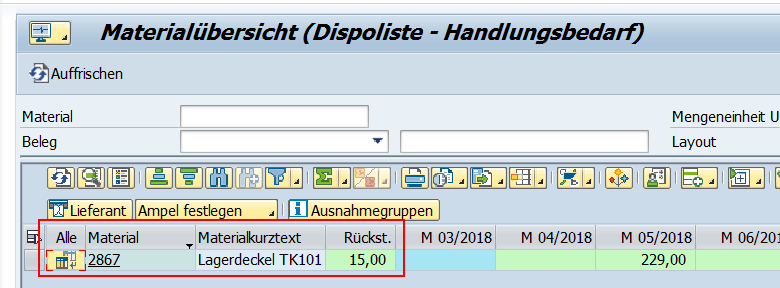 Materialübersicht (Dispoliste - Handlungsbedarf)
Auffrischen
Material Mengeneinheit U
Beleg Layout
Lieferant Ampel festlegen Ausnahmegruppen
Alle Material Materialkurztext Rückst. M 03/2018 M 04/2018 M 05/2018 M 06/201
2867 Lagerdeckel TK101 15,00 229,00